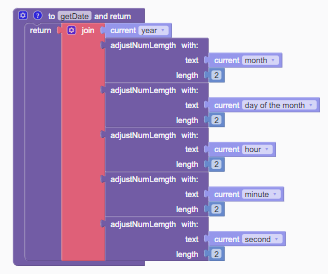 to getDate and return
return join current year
adjustNumLemgth with:
text current month
length 2
adjustNumLemgth with:
text current day of the month
length 2
adjustNumLemgth with:
text current hour
length 2
adjustNumLemgth with:
text current minute
length 2
adjustNumLemgth with:
text current second
length 2